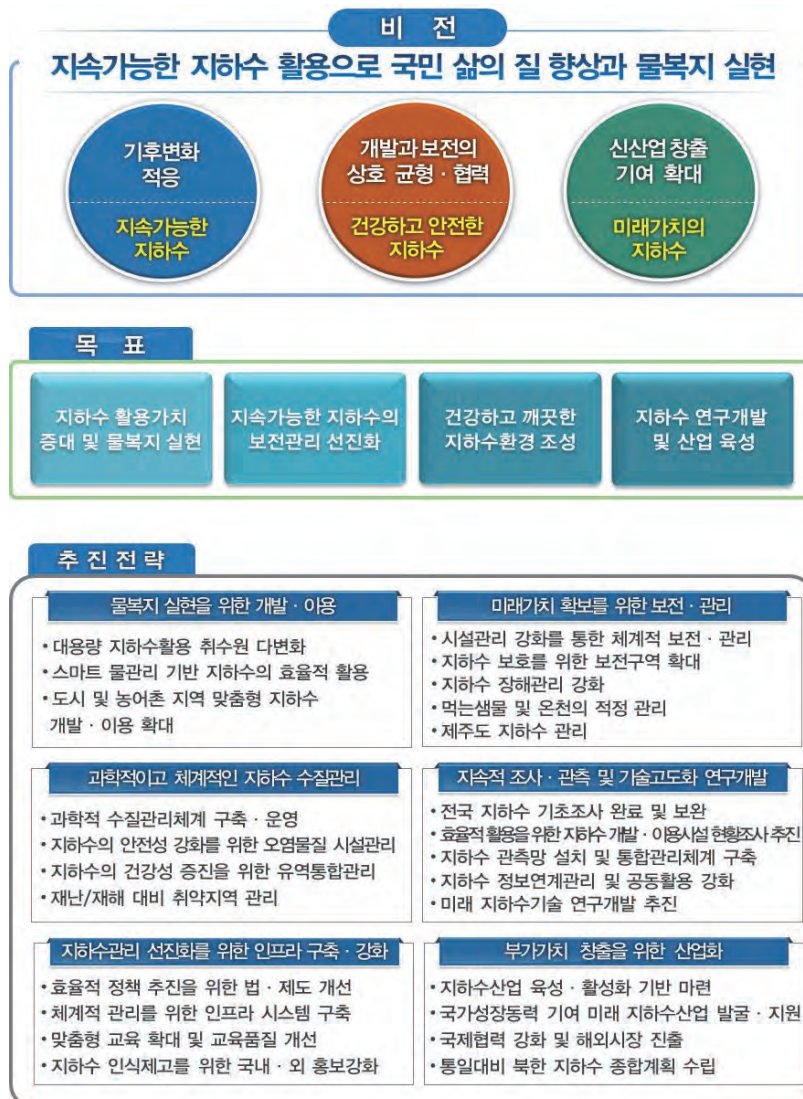 비 전
지속가능한 지하수 활용으로 국민 삶의 질 향상과 물복지 실현
기후변화
적응
지속가능한
지하수
개발과 보전의
상호 균형 · 협력
건강하고 안전한
지하수
신산업 창출
기여 확대
미래가치의
지하수
목 표
지하수 활용가치
증대 및 물복지 실현
지속가능한 지하수의
보전관리 선진화
건강하고 깨끗한
지하수환경 조성
지하수 연구개발
및 산업 육성
추진전략
물복지 실현을 위한 개발 · 이용
• 대용량 지하수활용 취수원 다변화
• 스마트 물관리 기반 지하수의 효율적 활용
• 도시 및 농어촌 지역 맞춤형 지하수
개발 · 이용 확대
미래가치 확보를 위한 보전 · 관리
• 시설관리 강화를 통한 체계적 보전 · 관리
• 지하수 보호를 위한 보전구역 확대
• 지하수 장해관리 강화
• 먹는샘물 및 온천의 적정 관리
• 제주도 지하수 관리
과학적이고 체계적인 지하수 수질관리
• 과학적 수질관리체계 구축 · 운영
• 지하수의 안전성 강화를 위한 오염물질 시설관리
• 지하수의 건강성 증진을 위한 유역통합관리
• 재난/재해 대비 취약지역 관리
지속적 조사 · 관측 및 기술고도화 연구개발
• 전국 지하수 기초조사 완료 및 보완
• 효율적 활용을 위한 지하수 개발 · 이용시설 현황조사 추진
• 지하수 관측망 설치 및 통합관리체계 구축
• 지하수 정보연계관리 및 공동활용 강화
• 미래 지하수기술 연구개발 추진
지하수관리 선진화를 위한 인프라 구축 · 강화
• 효율적 정책 추진을 위한 법 · 제도 개선
• 체계적 관리를 위한 인프라 시스템 구축
• 맞춤형 교육 확대 및 교육품질 개선
• 지하수 인식제고를 위한 국내 · 외 홍보강화
부가가치 창출을 위한 산업화
• 지하수산업 육성 · 활성화 기반 마련
• 국가성장동력 기여 미래 지하수산업 발굴 · 지원
• 국제협력 강화 및 해외시장 진출
• 통일대비 북한 지하수 종합계획 수립